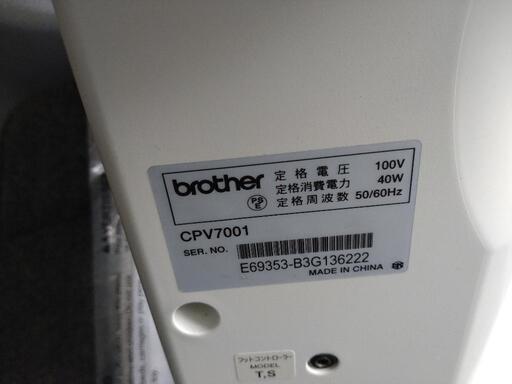 brother
定格電圧 100V
定格消費電力 40W
定格周波数 50/60Hz
PS
E
CPV7001
SER. NO.
E69353-B3G136222
MADE IN CHINA
フットコントローラー
MODEL
T,S